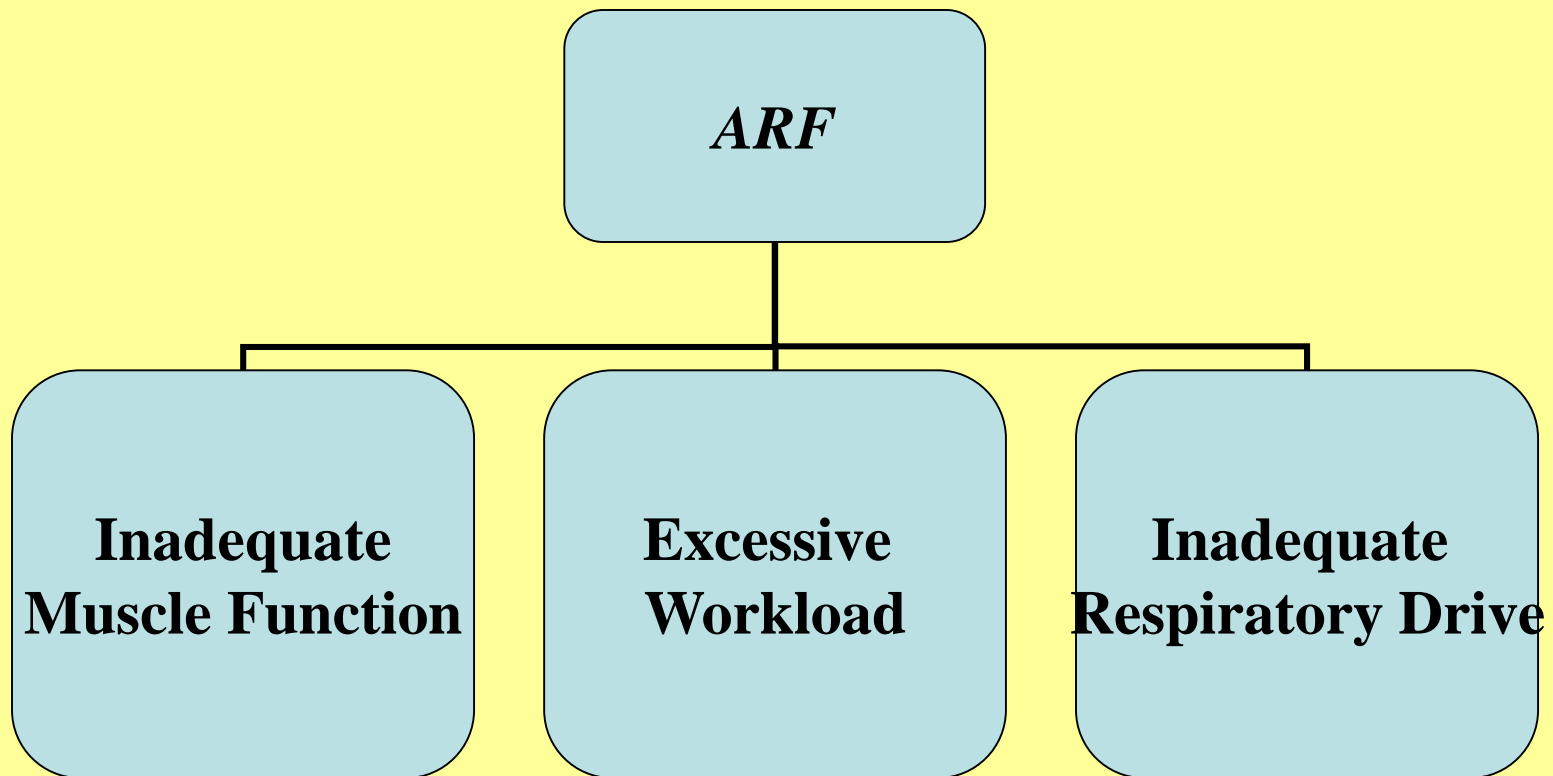 ARF
Inadequate
Muscle Function
Excessive
Workload
Inadequate
Respiratory Drive